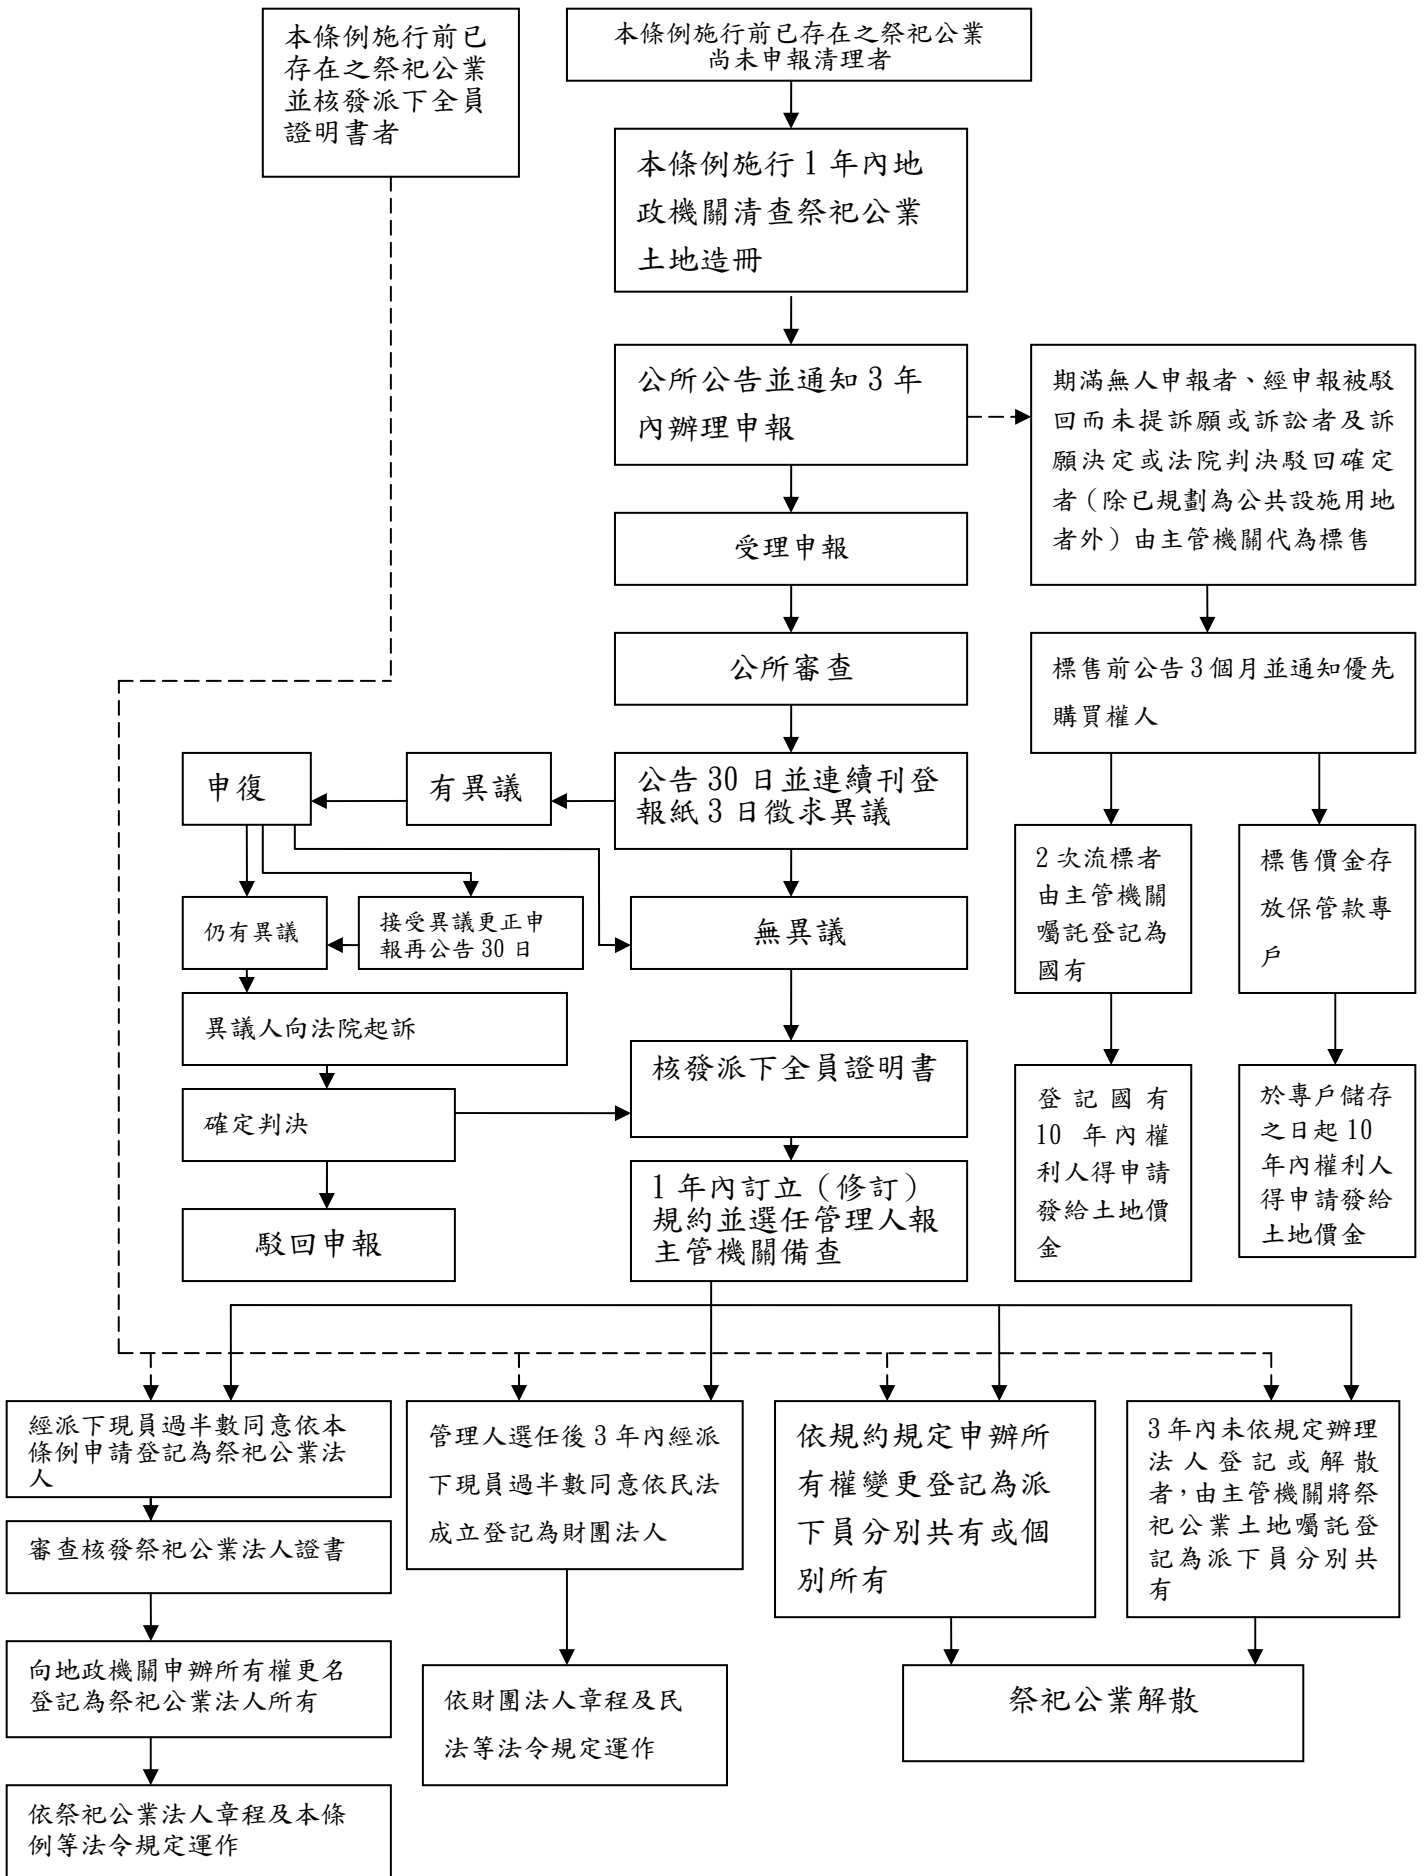 本條例施行前已
存在之祭祀公業
並核發派下全員
證明書者
本條例施行前已存在之祭祀公業
尚未申報清理者
本條例施行1年內地
政機關清查祭祀公業
土地造冊
公所公告並通知3年
內辦理申報
期滿無人申報者、經申報被駁
回而未提訴願或訴訟者及訴
願決定或法院判決駁回確定
者（除已規劃為公共設施用地
者外）由主管機關代為標售
受理申報
公所審查
標售前公告3個月並通知優先
購買權人
申復
有異議
公告30日並連續刊登
報紙3日徵求異議
2次流標者
由主管機關
囑託登記為
國有
標售價金存
放保管款專
戶
仍有異議
接受異議更正申
報再公告30日
無異議
異議人向法院起訴
核發派下全員證明書
確定判決
登記國有
10年內權
利人得申請
發給土地價
金
於專戶儲存
之日起10
年內權利人
得申請發給
土地價金
駁回申報
1年內訂立（修訂）
規約並選任管理人報
主管機關備查
經派下現員過半數同意依本
條例申請登記為祭祀公業法
人
管理人選任後3年內經派
下現員過半數同意依民法
成立登記為財團法人
依規約規定申辦所
有權變更登記為派
下員分別共有或個
別所有
3年內未依規定辦理
法人登記或解散
者，由主管機關將祭
祀公業土地囑託登
記為派下員分別共
有
審查核發祭祀公業法人證書
向地政機關申辦所有權更名
登記為祭祀公業法人所有
依財團法人章程及民
法等法令規定運作
祭祀公業解散
依祭祀公業法人章程及本條
例等法令規定運作